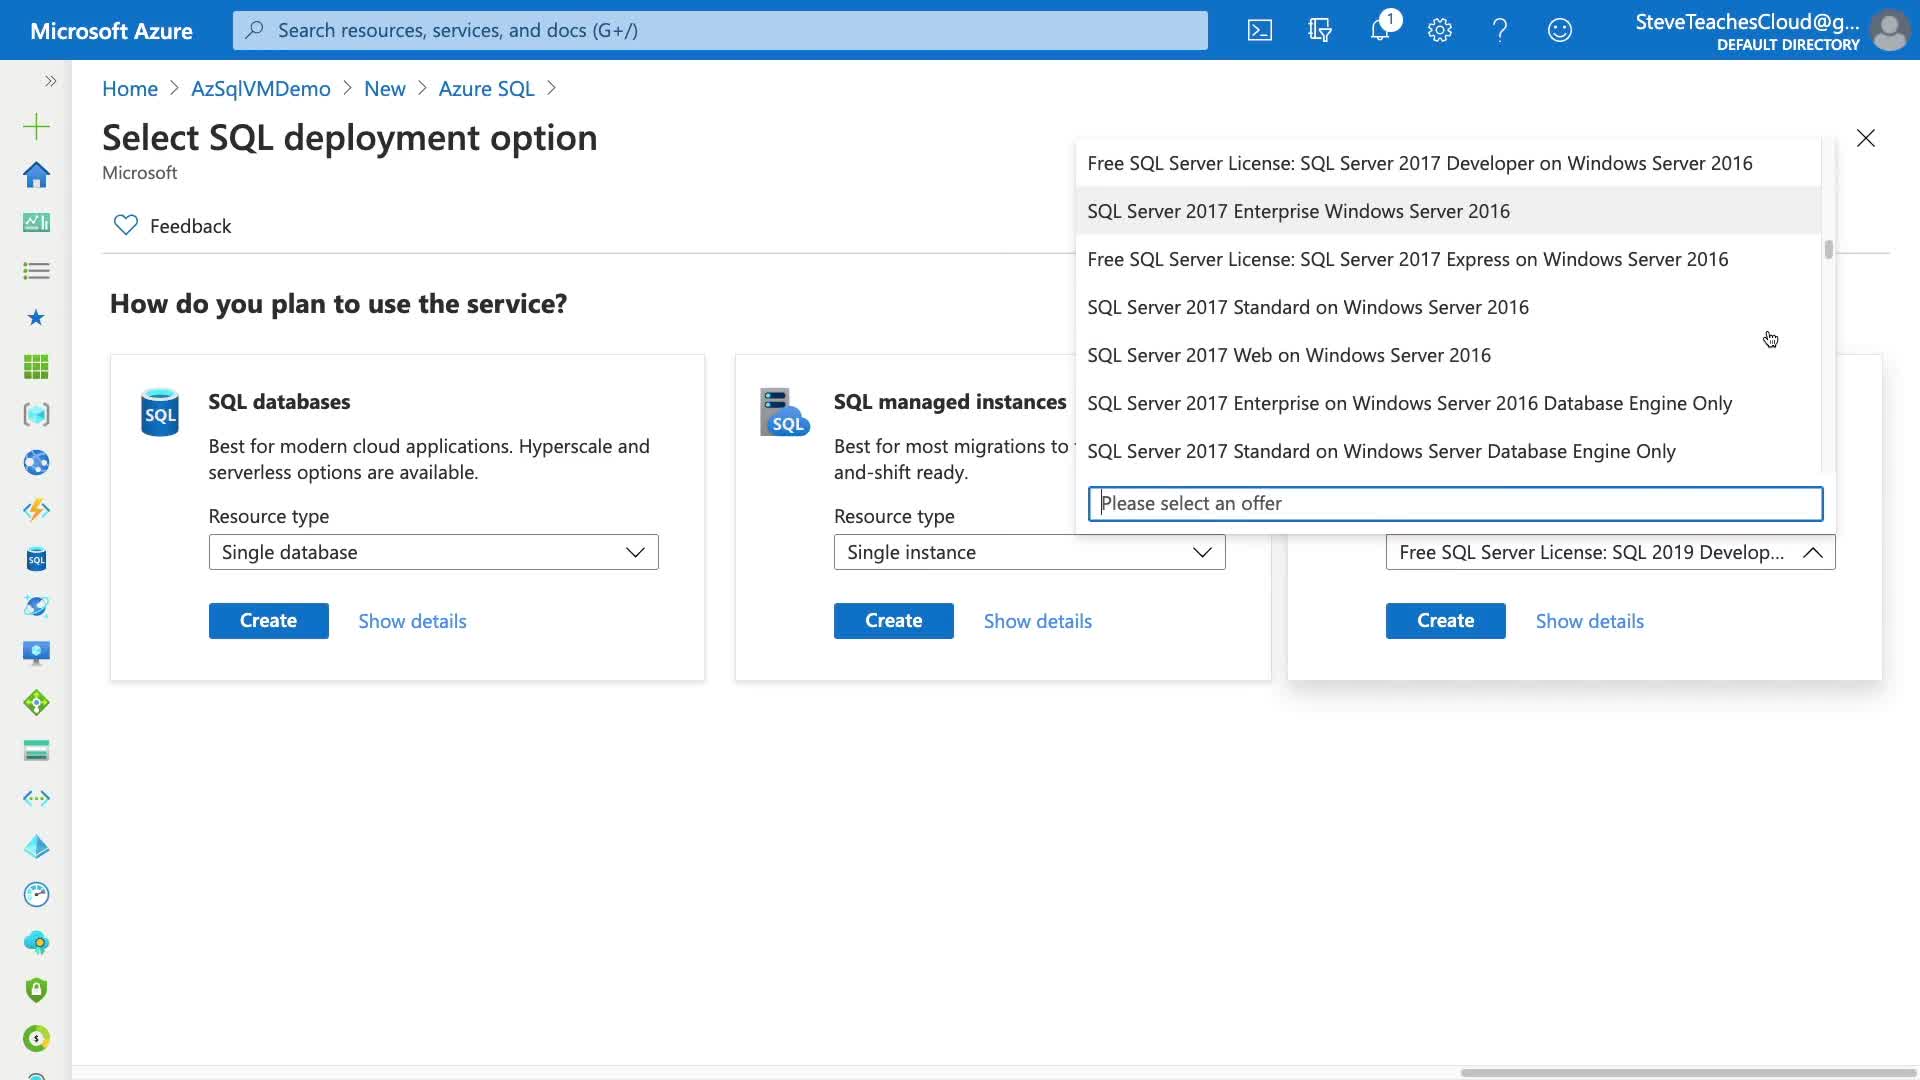 Microsoft Azure
Search resources, services, and docs (G+/)
1
SteveTeachesCloud@g...
DEFAULT DIRECTORY
Home > AzSqlVMDemo > New > Azure SQL >
Select SQL deployment option
Microsoft
Feedback
How do you plan to use the service?
SQL
SQL databases
Best for modern cloud applications. Hyperscale and
serverless options are available.
Resource type
Single database
Create
Show details
SQL
SQL managed instances
Best for most migrations to
and-shift ready.
Resource type
Single instance
Create
Show details
Free SQL Server License: SQL Server 2017 Developer on Windows Server 2016
SQL Server 2017 Enterprise Windows Server 2016
Free SQL Server License: SQL Server 2017 Express on Windows Server 2016
SQL Server 2017 Standard on Windows Server 2016
SQL Server 2017 Web on Windows Server 2016
SQL Server 2017 Enterprise on Windows Server 2016 Database Engine Only
SQL Server 2017 Standard on Windows Server Database Engine Only
Please select an offer
Free SQL Server License: SQL 2019 Develop...
Create
Show details
SQL
$